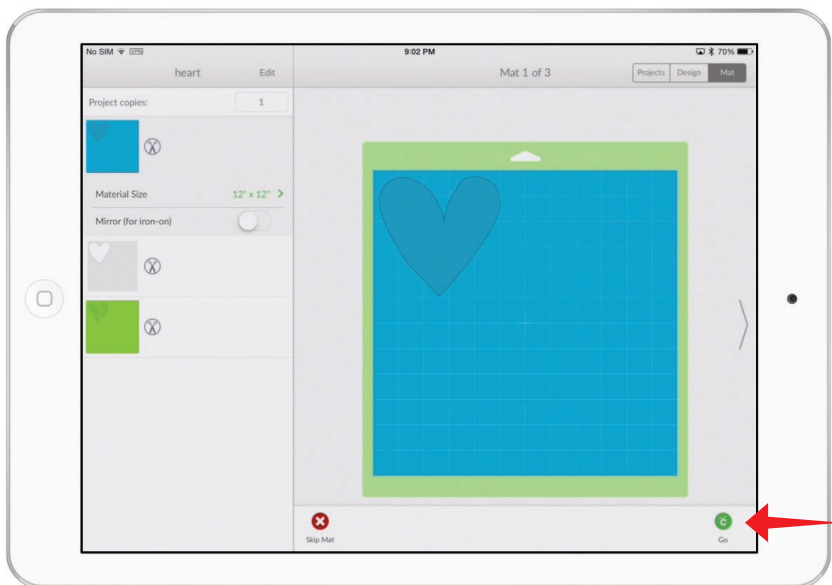 No SIM VPN 9:02 PM 70%
heart Edit Mat 1 of 3 Projects Design Mat
Project copies: 1
Material Size 12" x 12" >
Mirror (for iron-on)
Skip Mat
C
Go